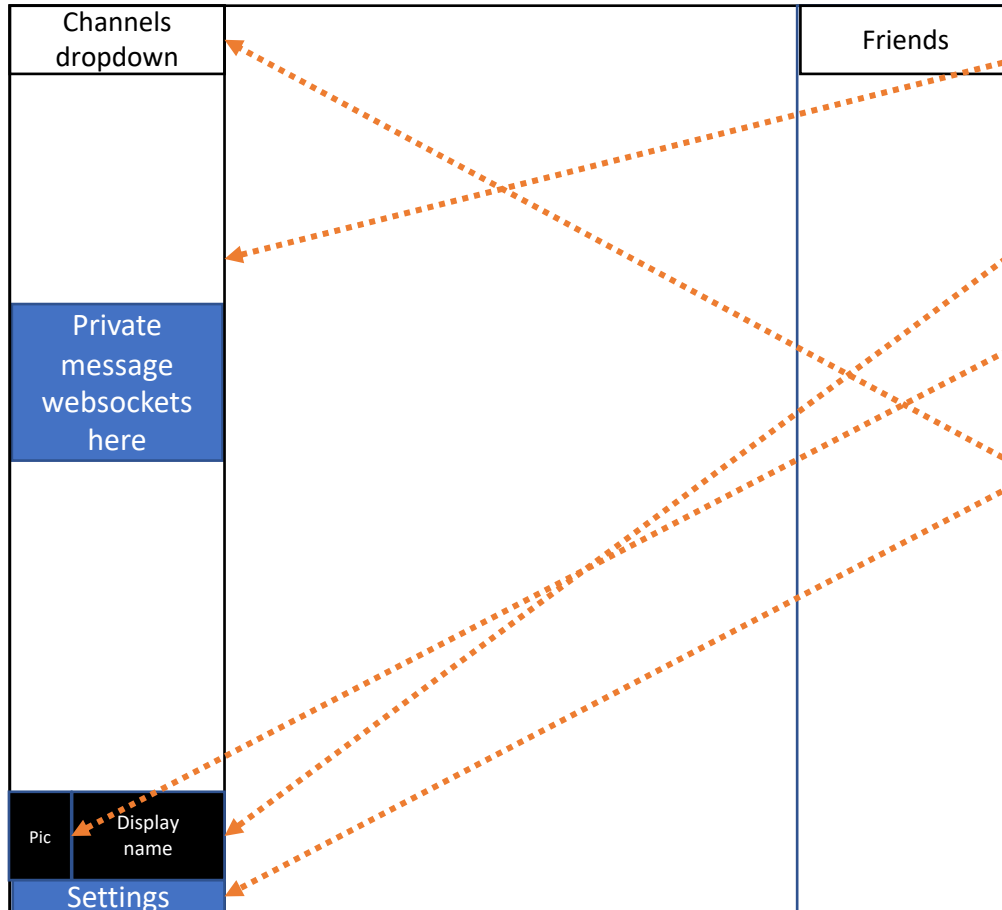 Channels
dropdown
Friends
Private
message
websockets
here
Pic
Display
name
Settings